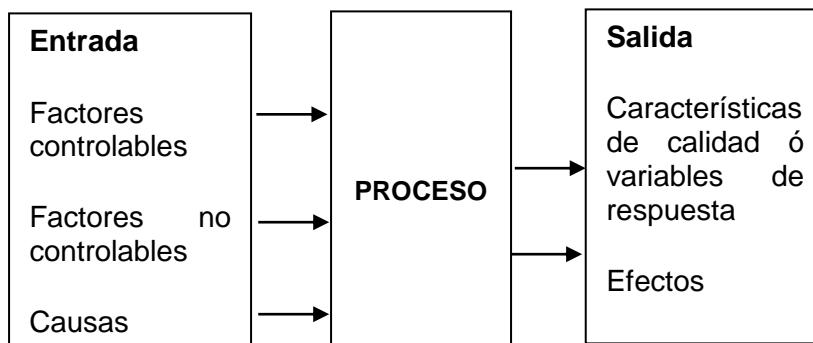 Entrada
Factores
controlables
Factores no
controlables
Causas
PROCESO
Salida
Características
de calidad ó
variables de
respuesta
Efectos